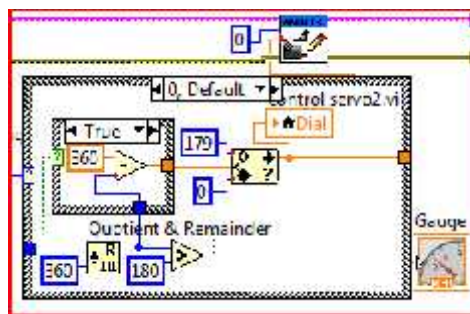 0
0, Default
control servo2.vi
True
179
Dial
360
0
Quotient & Remainder
Gauge
360
180